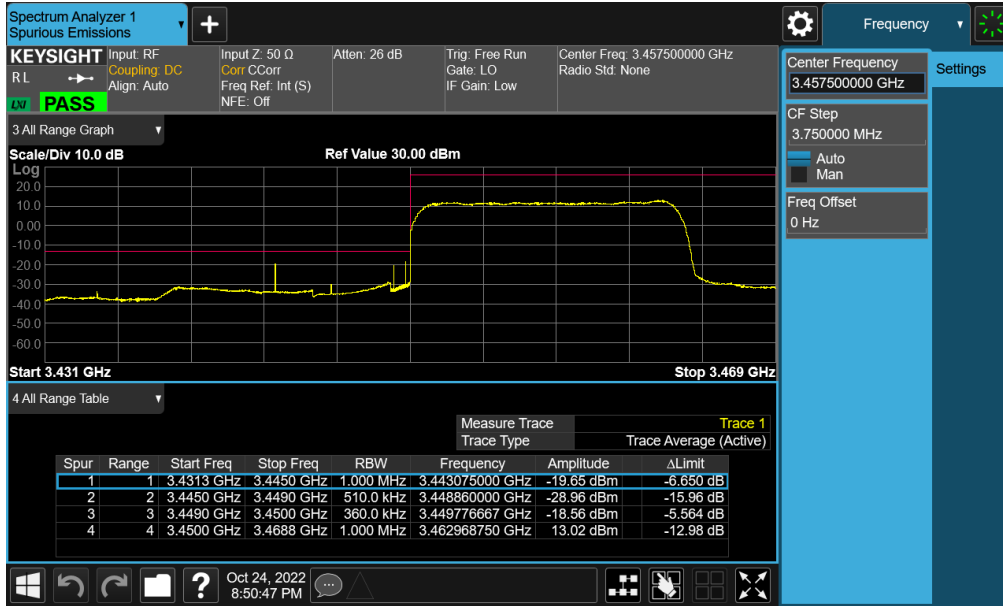 Spectrum Analyzer 1
Spurious Emissions
Frequency
KEYSIGHT
RL
LXI
PASS
Input: RF
Coupling: DC
Align: Auto
Input Z: 50 Ω
Corr CCorr
Freq Ref: Int (S)
NFE: Off
Atten: 26 dB
Trig: Free Run
Gate: LO
IF Gain: Low
Center Freq: 3.457500000 GHz
Radio Std: None
Center Frequency
3.457500000 GHz
Settings
CF Step
3.750000 MHz
Auto
Man
Freq Offset
0 Hz
3 All Range Graph
Scale/Div 10.0 dB
Ref Value 30.00 dBm
Log
20.0
10.0
0.00
-10.0
-20.0
-30.0
-40.0
-50.0
-60.0
Start 3.431 GHz
Stop 3.469 GHz
4 All Range Table
Measure Trace Trace 1
Trace Type Trace Average (Active)
Spur Range Start Freq Stop Freq RBW Frequency Amplitude ΔLimit
1 1 3.4313 GHz 3.4450 GHz 1.000 MHz 3.443075000 GHz -19.65 dBm -6.650 dB
2 2 3.4450 GHz 3.4490 GHz 510.0 kHz 3.448860000 GHz -28.96 dBm -15.96 dB
3 3 3.4490 GHz 3.4500 GHz 360.0 kHz 3.449776667 GHz -18.56 dBm -5.564 dB
4 4 3.4500 GHz 3.4688 GHz 1.000 MHz 3.462968750 GHz 13.02 dBm -12.98 dB
Oct 24, 2022
8:50:47 PM